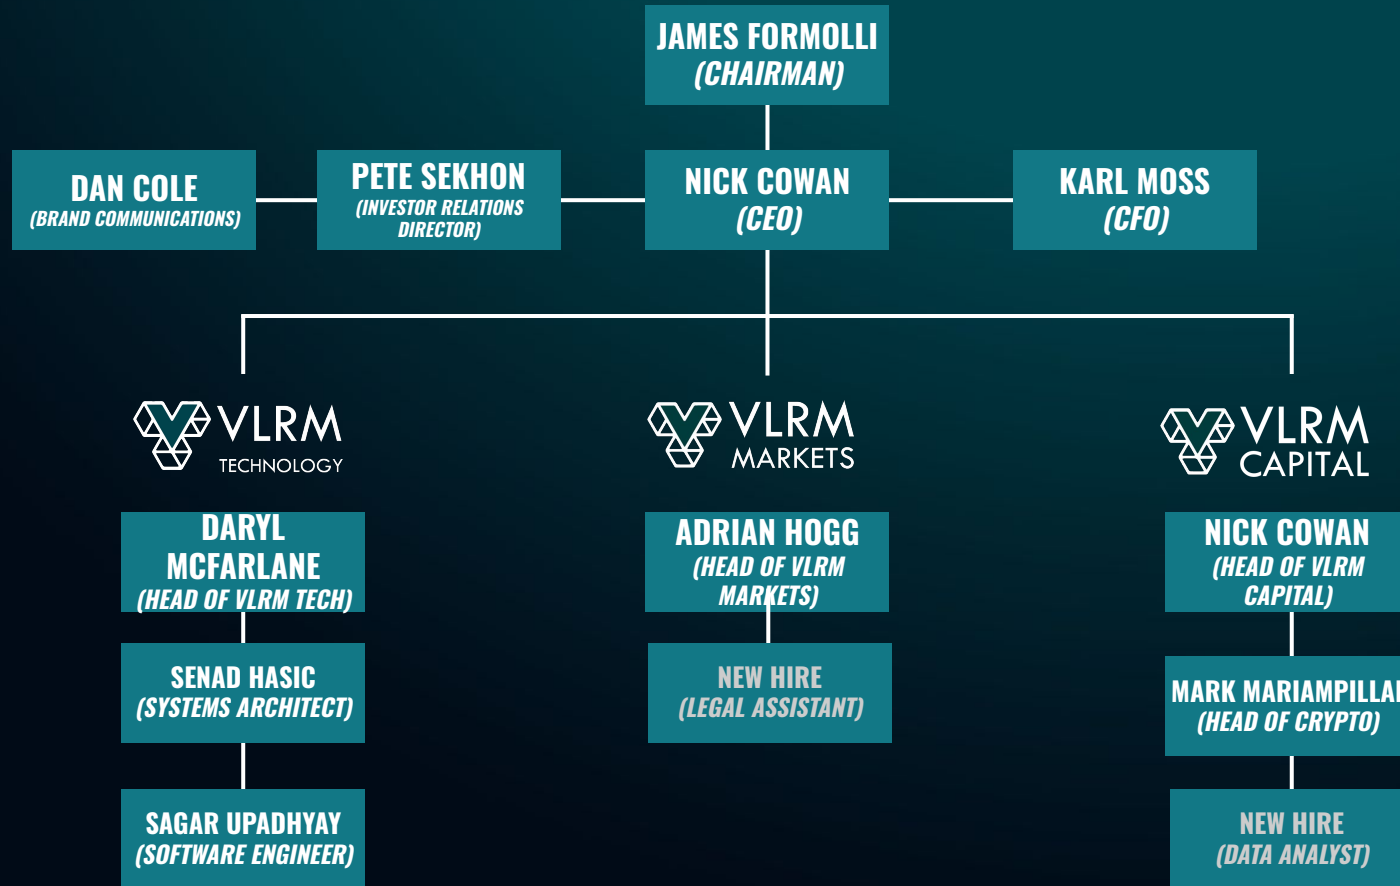 JAMES FORMOLLI
(CHAIRMAN)
DAN COLE
(BRAND COMMUNICATIONS)
PETE SEKHON
(INVESTOR RELATIONS
DIRECTOR)
NICK COWAN
(CEO)
KARL MOSS
(CFO)
VLRM
TECHNOLOGY
VLRM
MARKETS
VLRM
CAPITAL
DARYL
MCFARLANE
(HEAD OF VLRM TECH)
ADRIAN HOGG
(HEAD OF VLRM
MARKETS)
NICK COWAN
(HEAD OF VLRM
CAPITAL)
SENAD HASIC
(SYSTEMS ARCHITECT)
NEW HIRE
(LEGAL ASSISTANT)
MARK MARIAMPILLAI
(HEAD OF CRYPTO)
SAGAR UPADHYAY
(SOFTWARE ENGINEER)
NEW HIRE
(DATA ANALYST)